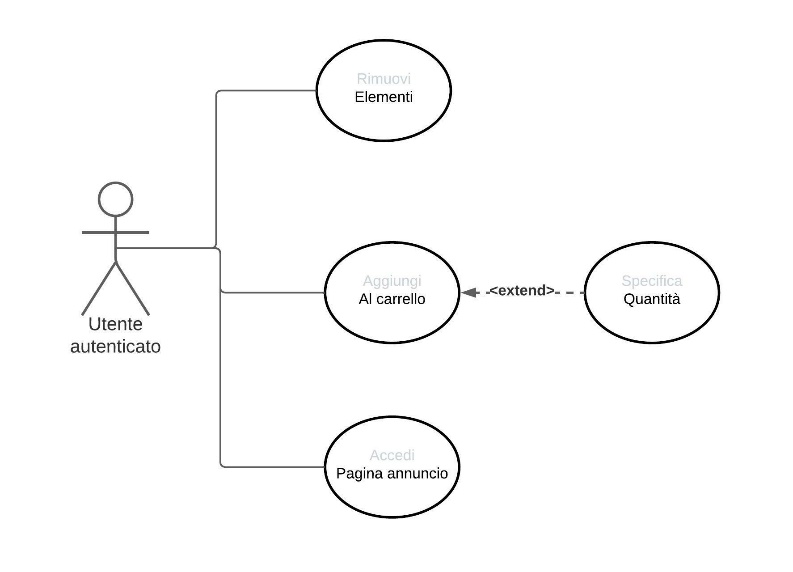 Rimuovi
Elementi
Utente
autenticato
Aggiungi
Al carrello
<extend>
Specifica
Quantità
Accedi
Pagina annuncio